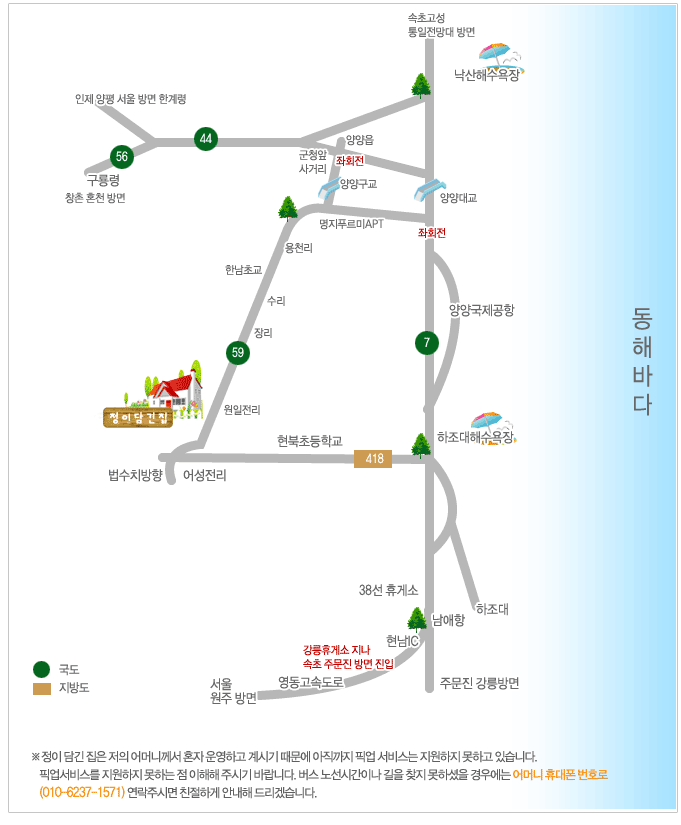 속초고성
통일전망대 방면
낙산해수욕장
인제 양평 서울 방면 한계령
44
양양읍
56
군청앞
사거리
좌회전
구룡령
창촌 홍천 방면
양양구교
양양대교
명지푸르미APT
좌회전
용천리
한남초교
수리
양양국제공항
동해바다
장리
59
7
원일전리
정이담긴집
하조대해수욕장
현북초등학교
418
법수치방향
어성전리
38선 휴게소
하조대
남애항
현남IC
강릉휴게소 지나
속초 주문진 방면 진입
국도
지방도
서울
원주 방면
영동고속도로
주문진 강릉방면
※ 정이 담긴 집은 저의 어머니께서 혼자 운영하고 계시기 때문에 아직까지 픽업 서비스는 지원하지 못하고 있습니다.
픽업서비스를 지원하지 못하는 점 이해해 주시기 바랍니다. 버스 노선시간이나 길을 찾지 못하셨을 경우에는 어머니 휴대폰 번호로
(010-6237-1571) 연락주시면 친절하게 안내해 드리겠습니다.